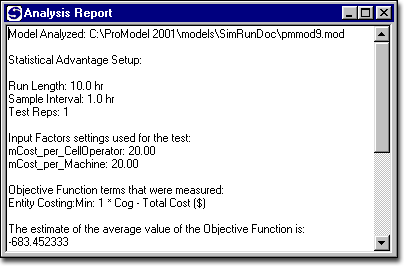 Analysis Report
Model Analyzed: C:\ProModel 2001\models\SimRunDoc\pmmod9.mod
Statistical Advantage Setup:
Run Length: 10.0 hr
Sample Interval: 1.0 hr
Test Reps: 1
Input Factors settings used for the test:
mCost_per_CellOperator: 20.00
mCost_per_Machine: 20.00
Objective Function terms that were measured:
Entity Costing:Min: 1 * Cog - Total Cost ($)
The estimate of the average value of the Objective Function is:
-683.452333